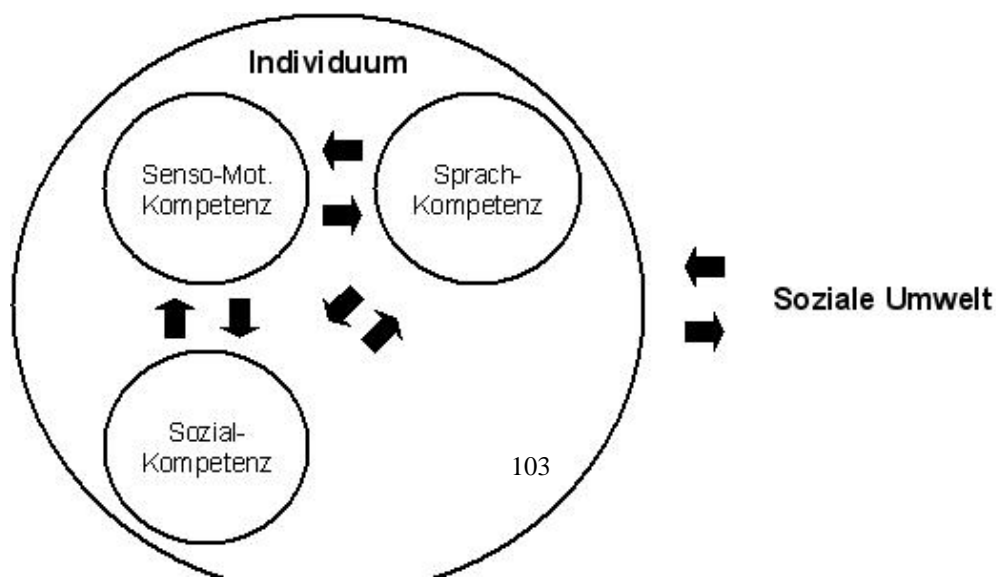 Individuum
Senso-Mot.
Kompetenz
Sprach-
Kompetenz
Soziale Umwelt
Sozial-
Kompetenz
103